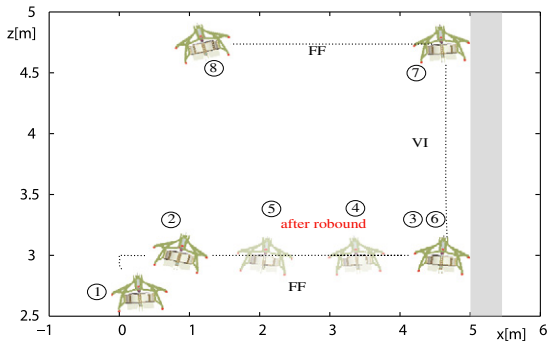 5
z[m]
FF
⑧
⑦
4.5
4
VI
3.5
② ⑤ ④ ③ ⑥
after robound
3
①
FF
2.5
−1 0 1 2 3 4 5 6
x[m]